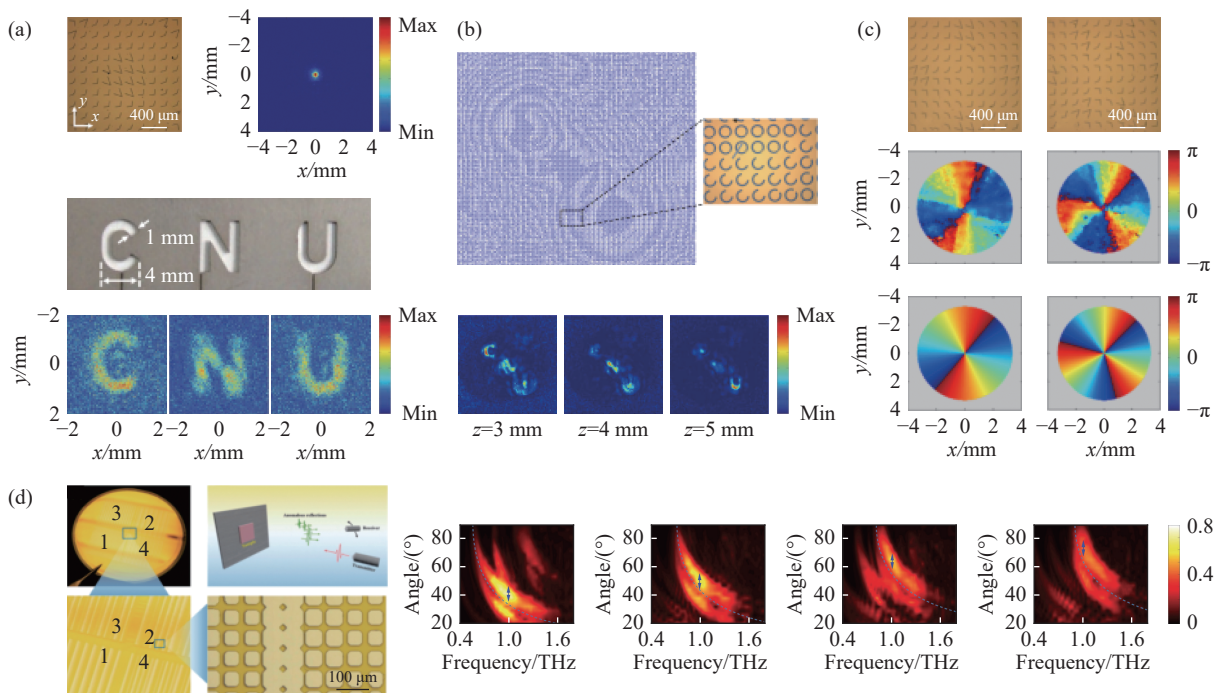 (a)
y
x
400 μm
−4
−2
0
2
4
y/mm
−4 −2 0 2 4
x/mm
Max
Min
C N U
1 mm
4 mm
−2
0
2
y/mm
−2 0 2
−2 0 2
−2 0 2
x/mm
x/mm
x/mm
Max
Min
(b)
z=3 mm
z=4 mm
z=5 mm
Max
Min
(c)
400 μm
400 μm
−4
−2
0
2
4
y/mm
π
−π
π
−π
−4
−2
0
2
4
y/mm
−4 −2 0 2 4
x/mm
−4 −2 0 2 4
x/mm
π
−π
π
−π
(d)
3 2
1 4
3 2
1 4
100 μm
Angle/(°)
80
60
40
20
0.4 1.0 1.6
Frequency/THz
Angle/(°)
80
60
40
20
0.4 1.0 1.6
Frequency/THz
Angle/(°)
80
60
40
20
0.4 1.0 1.6
Frequency/THz
Angle/(°)
80
60
40
20
0.4 1.0 1.6
Frequency/THz
0.8
0.6
0.4
0.2
0